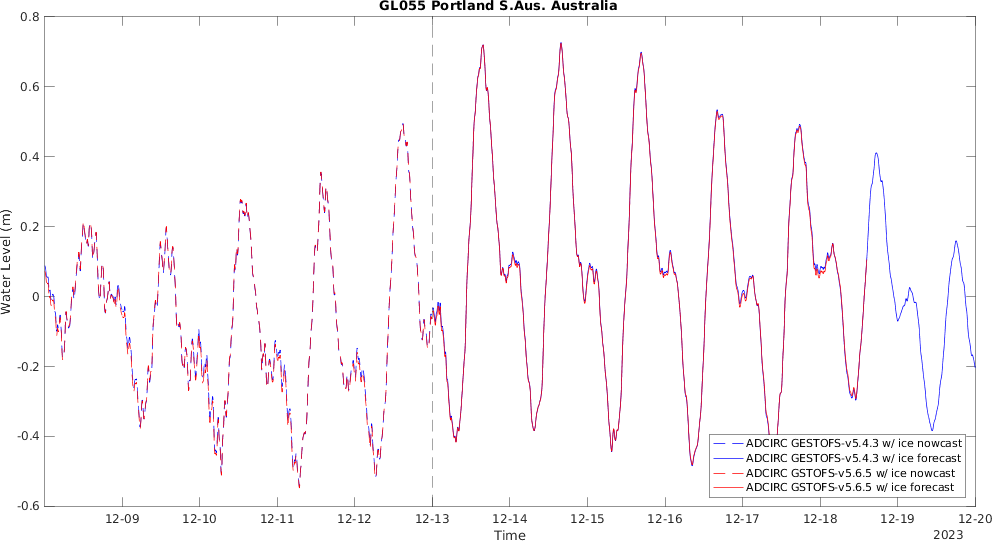 GL055 Portland S.Aus. Australia
0.8
0.6
0.4
0.2
0
-0.2
-0.4
-0.6
Water Level (m)
ADCIRC GESTOFS-v5.4.3 w/ ice nowcast
ADCIRC GESTOFS-v5.4.3 w/ ice forecast
ADCIRC GSTOFS-v5.6.5 w/ ice nowcast
ADCIRC GSTOFS-v5.6.5 w/ ice forecast
12-09 12-10 12-11 12-12 12-13 12-14 12-15 12-16 12-17 12-18 12-19 12-20
Time
2023